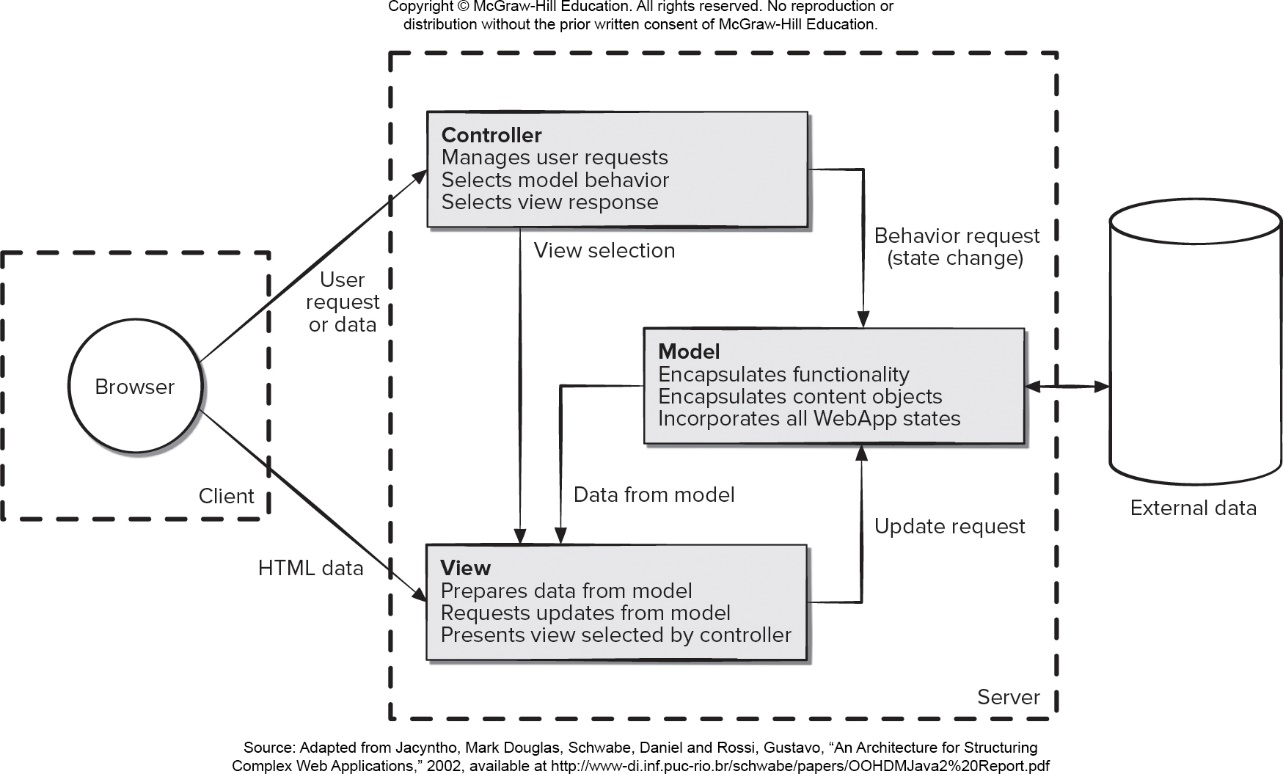 Copyright © McGraw-Hill Education. All rights reserved. No reproduction or
distribution without the prior written consent of McGraw-Hill Education.
Controller
Manages user requests
Selects model behavior
Selects view response
View selection
Behavior request
(state change)
User
request
or data
Browser
Client
Model
Encapsulates functionality
Encapsulates content objects
Incorporates all WebApp states
External data
Data from model
Update request
HTML data
View
Prepares data from model
Requests updates from model
Presents view selected by controller
Server
Source: Adapted from Jacyntho, Mark Douglas, Schwabe, Daniel and Rossi, Gustavo, “An Architecture for Structuring
Complex Web Applications,” 2002, available at http://www-di.inf.puc-rio.br/schwabe/papers/OOHDMJava2%20Report.pdf